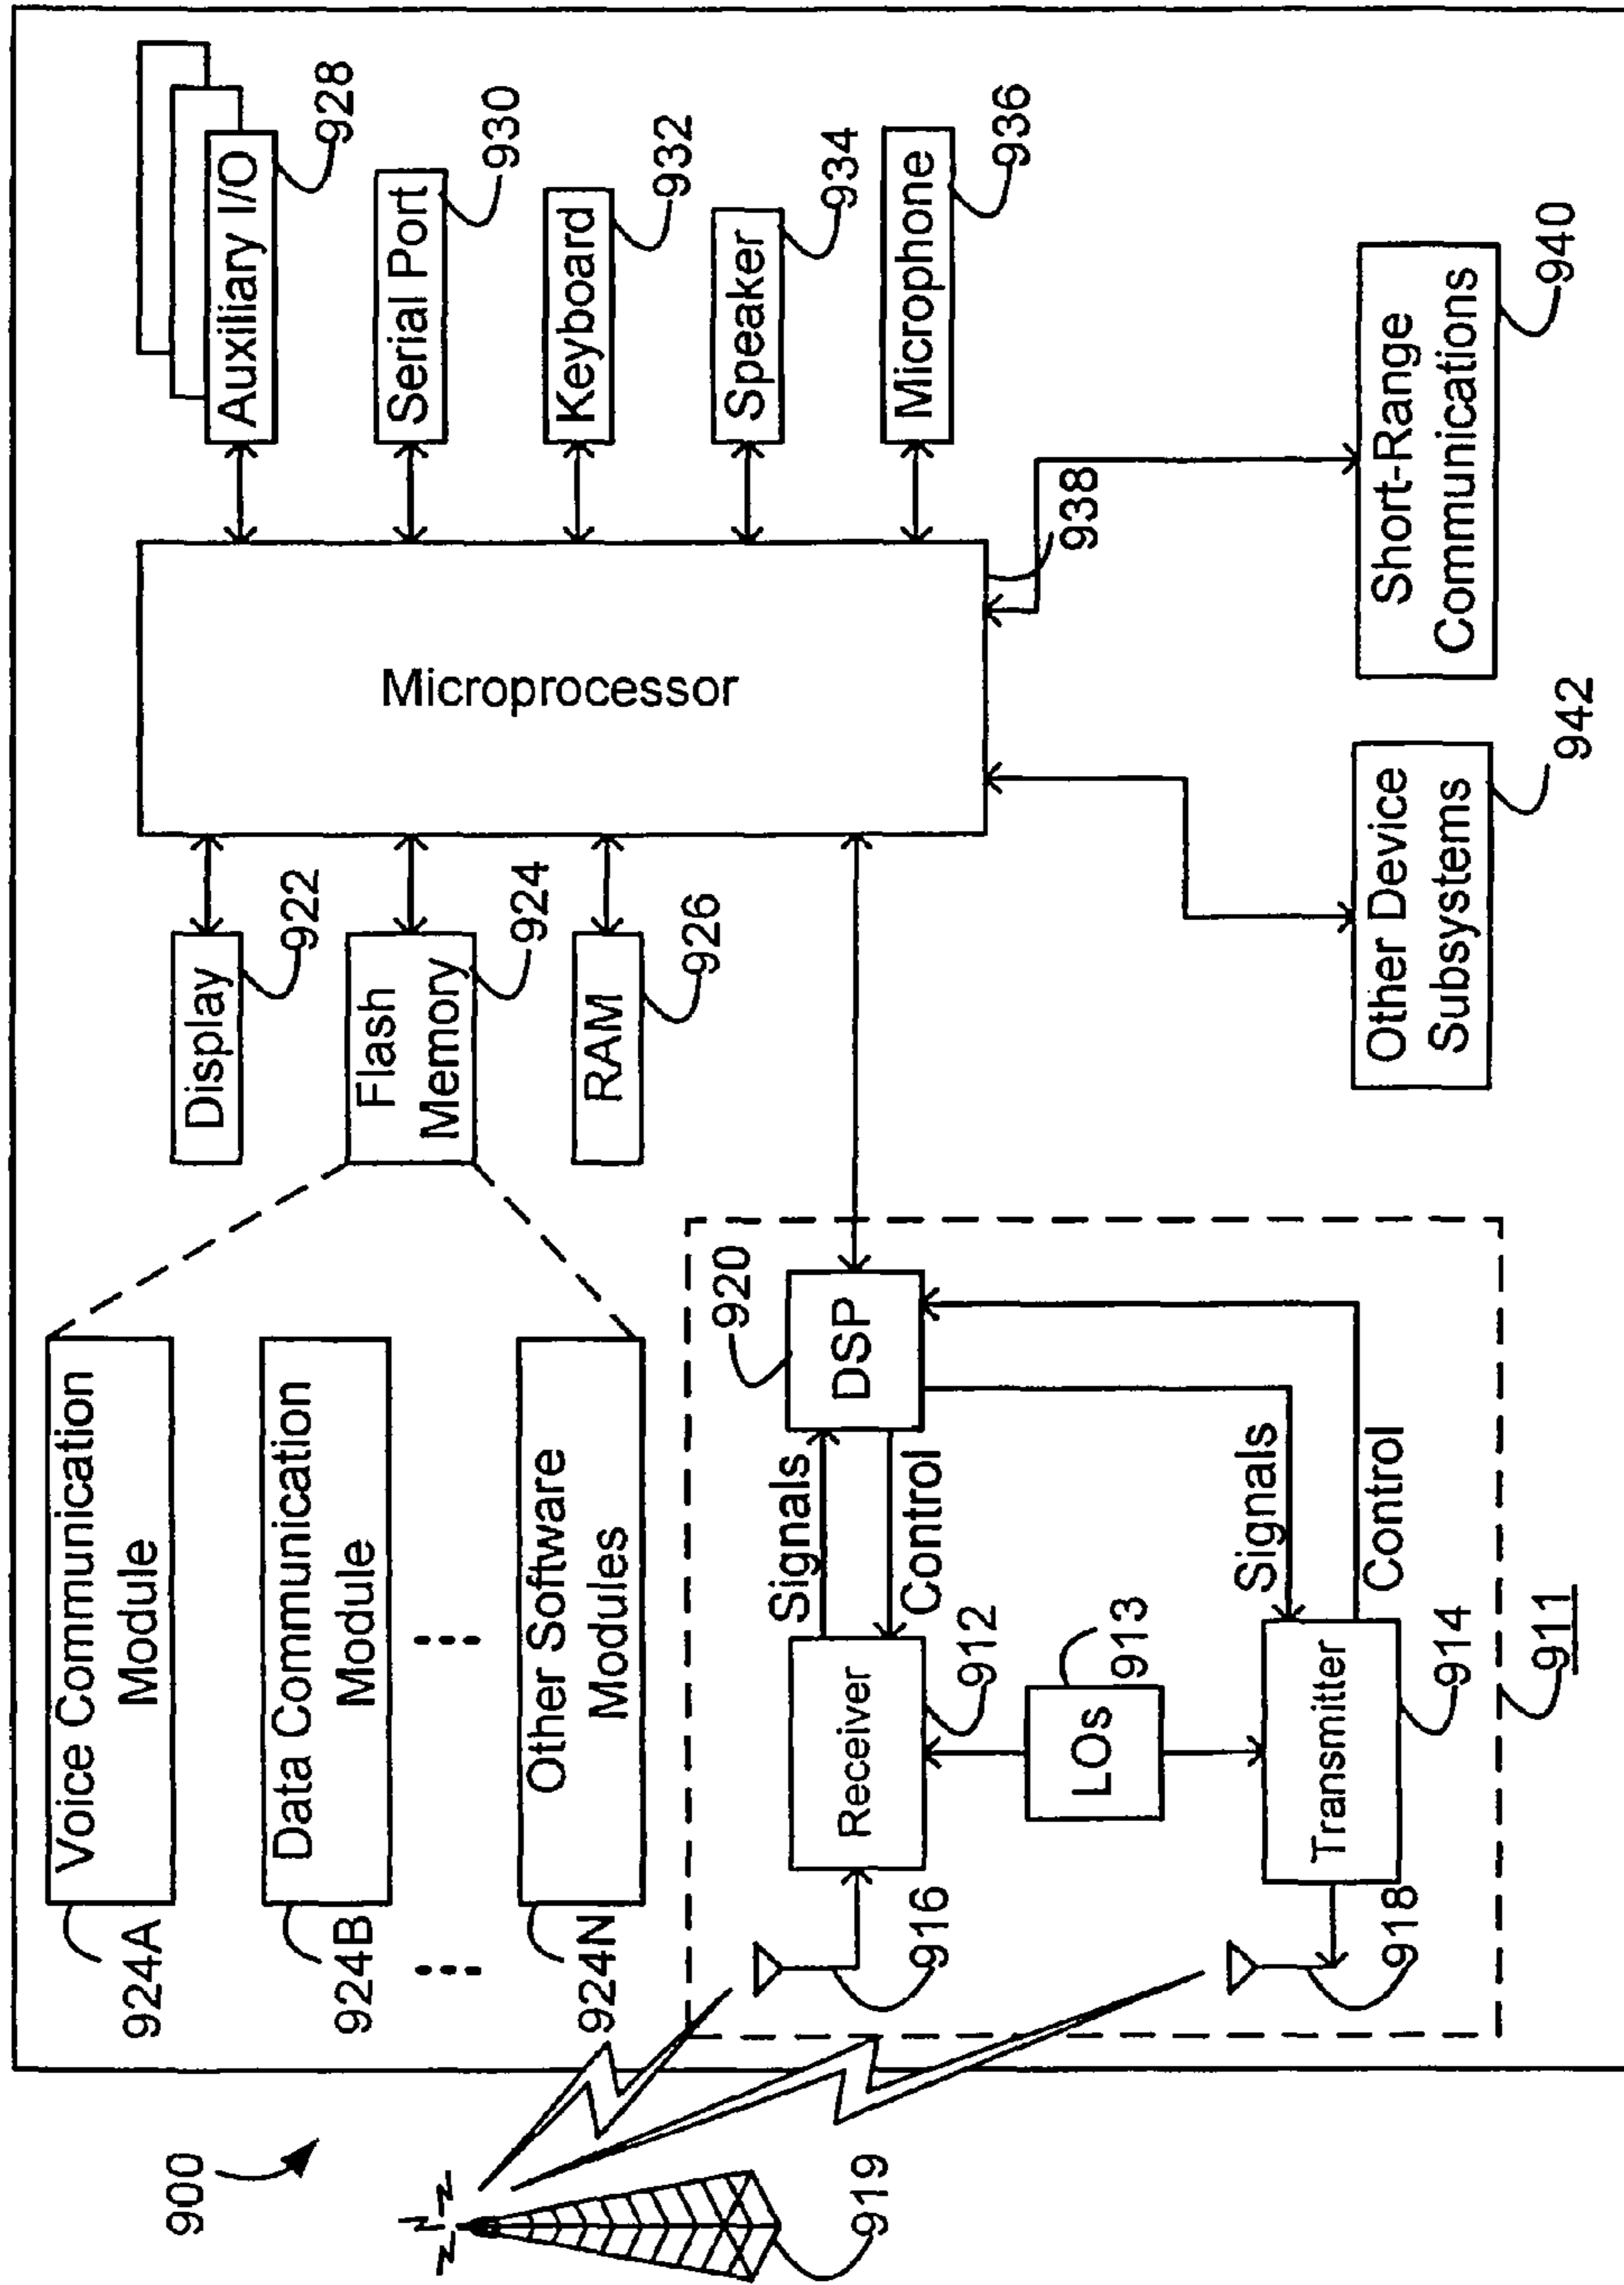 900
919
924A
Voice Communication
Module
924B
Data Communication
Module
924N
Other Software
Modules
Display
922
Flash
Memory
924
RAM
926
Microprocessor
938
Auxiliary I/O
928
Serial Port
930
Keyboard
932
Speaker
934
Microphone
936
Short-Range
Communications
940
Other Device
Subsystems
942
920
DSP
Signals
Control
Receiver
912
916
LOs
913
Signals
Control
Transmitter
914
918
911